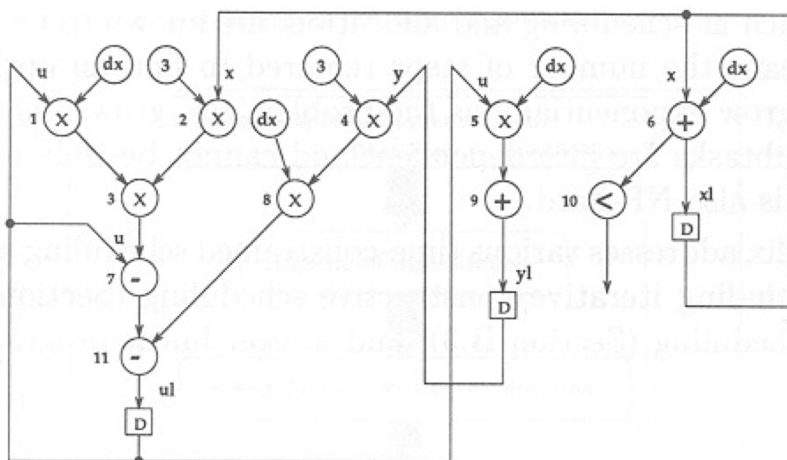 u dx 3 x 3 y u dx x dx
1 X 2 X dx 4 X 5 X 6 +
3 X 8 X 9 + 10 < xl
D
u
7 -
yl
D
11 -
ul
D